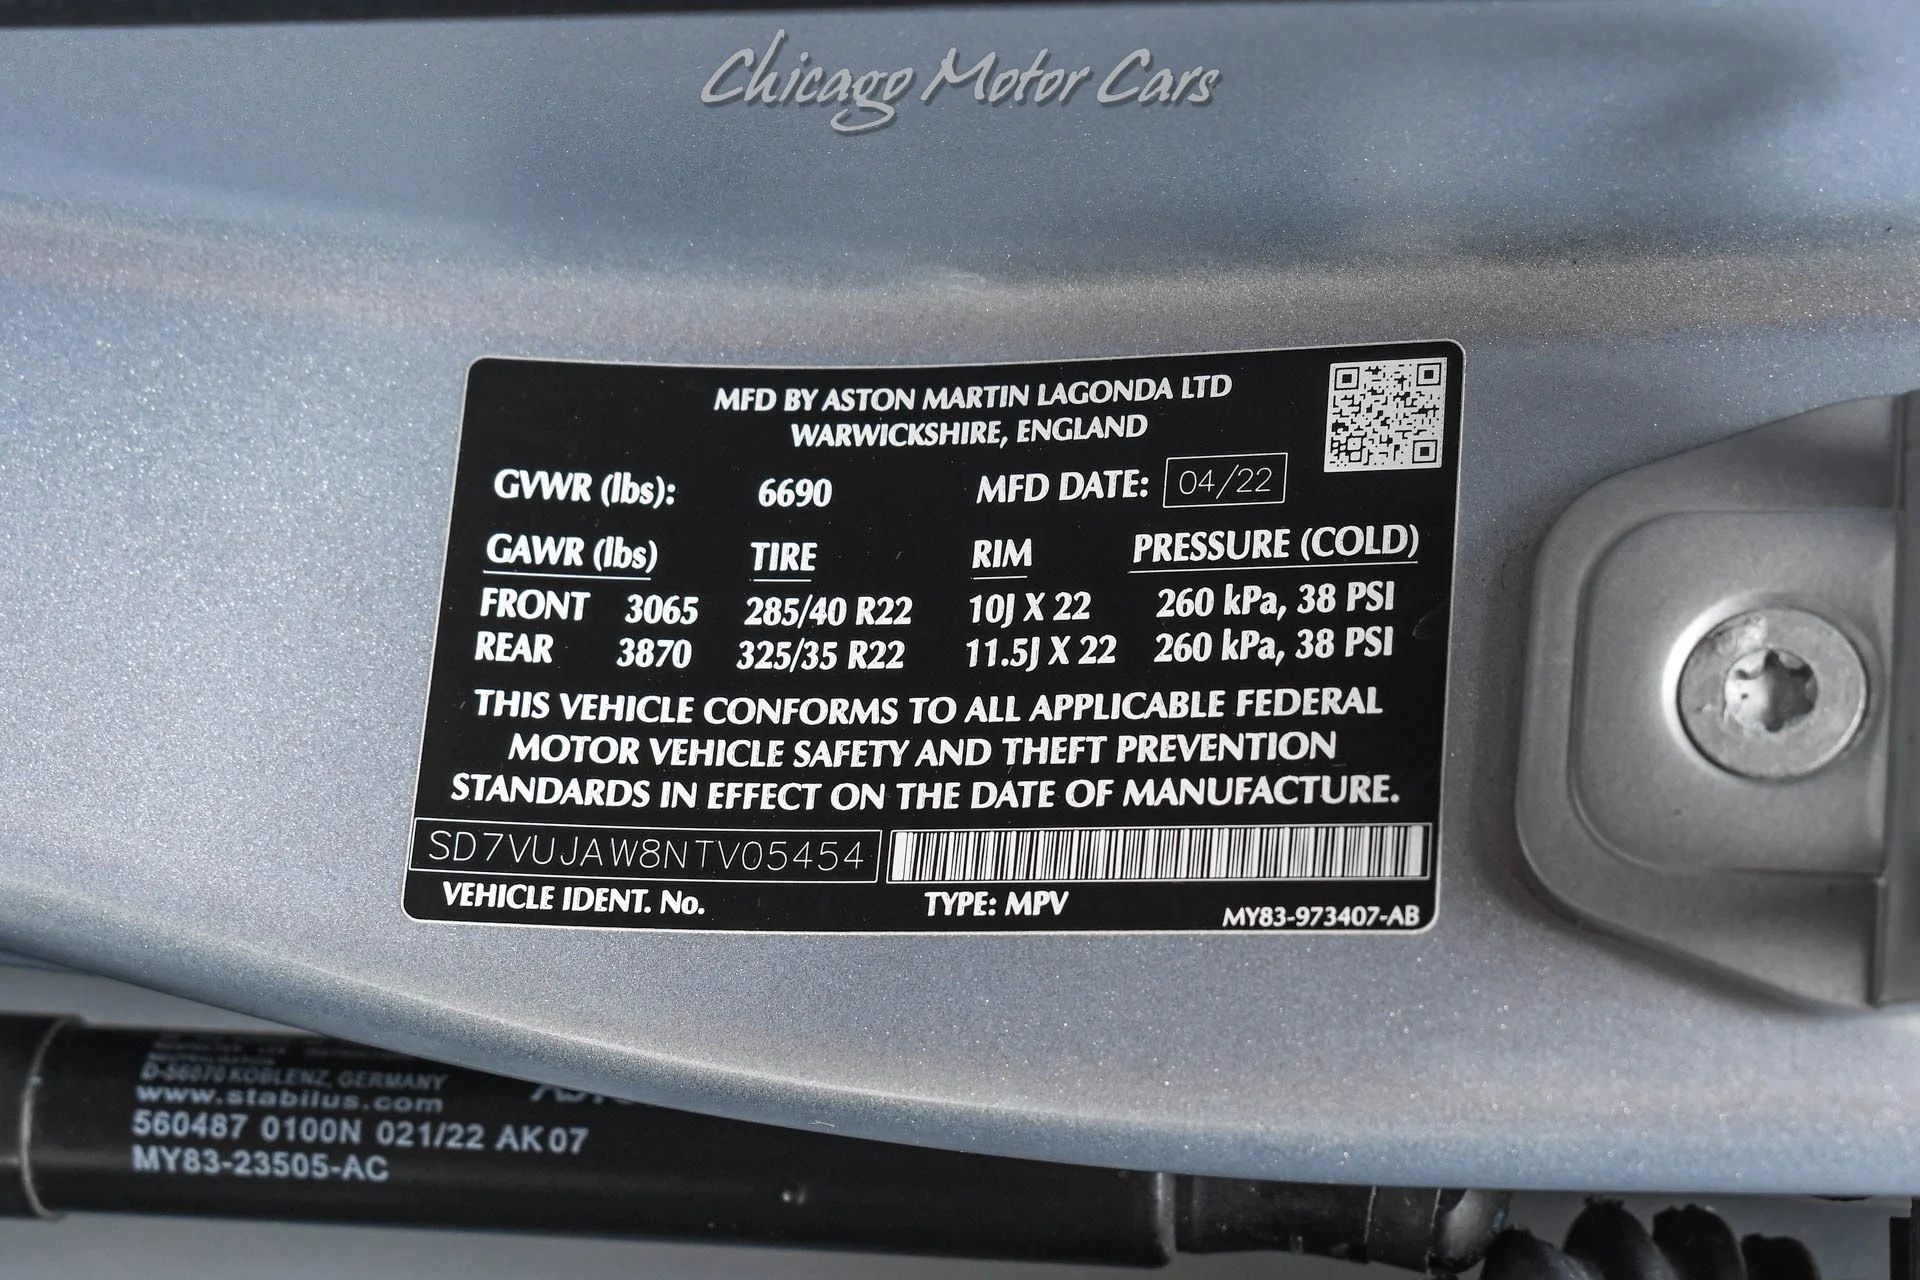 Chicago Motor Cars
MFD BY ASTON MARTIN LAGONDA LTD
WARWICKSHIRE, ENGLAND
GVWR (lbs): 6690 MFD DATE: 04/22
GAWR (lbs) TIRE RIM PRESSURE (COLD)
FRONT 3065 285/40 R22 10J X 22 260 kPa, 38 PSI
REAR 3870 325/35 R22 11.5J X 22 260 kPa, 38 PSI
THIS VEHICLE CONFORMS TO ALL APPLICABLE FEDERAL
MOTOR VEHICLE SAFETY AND THEFT PREVENTION
STANDARDS IN EFFECT ON THE DATE OF MANUFACTURE.
SD7VUJAW8NTV05454
VEHICLE IDENT. No. TYPE: MPV MY83-973407-AB
D-56070 KOBLENZ, GERMANY
www.stabilus.com
560487 0100N 021/22 AK07
MY83-23505-AC